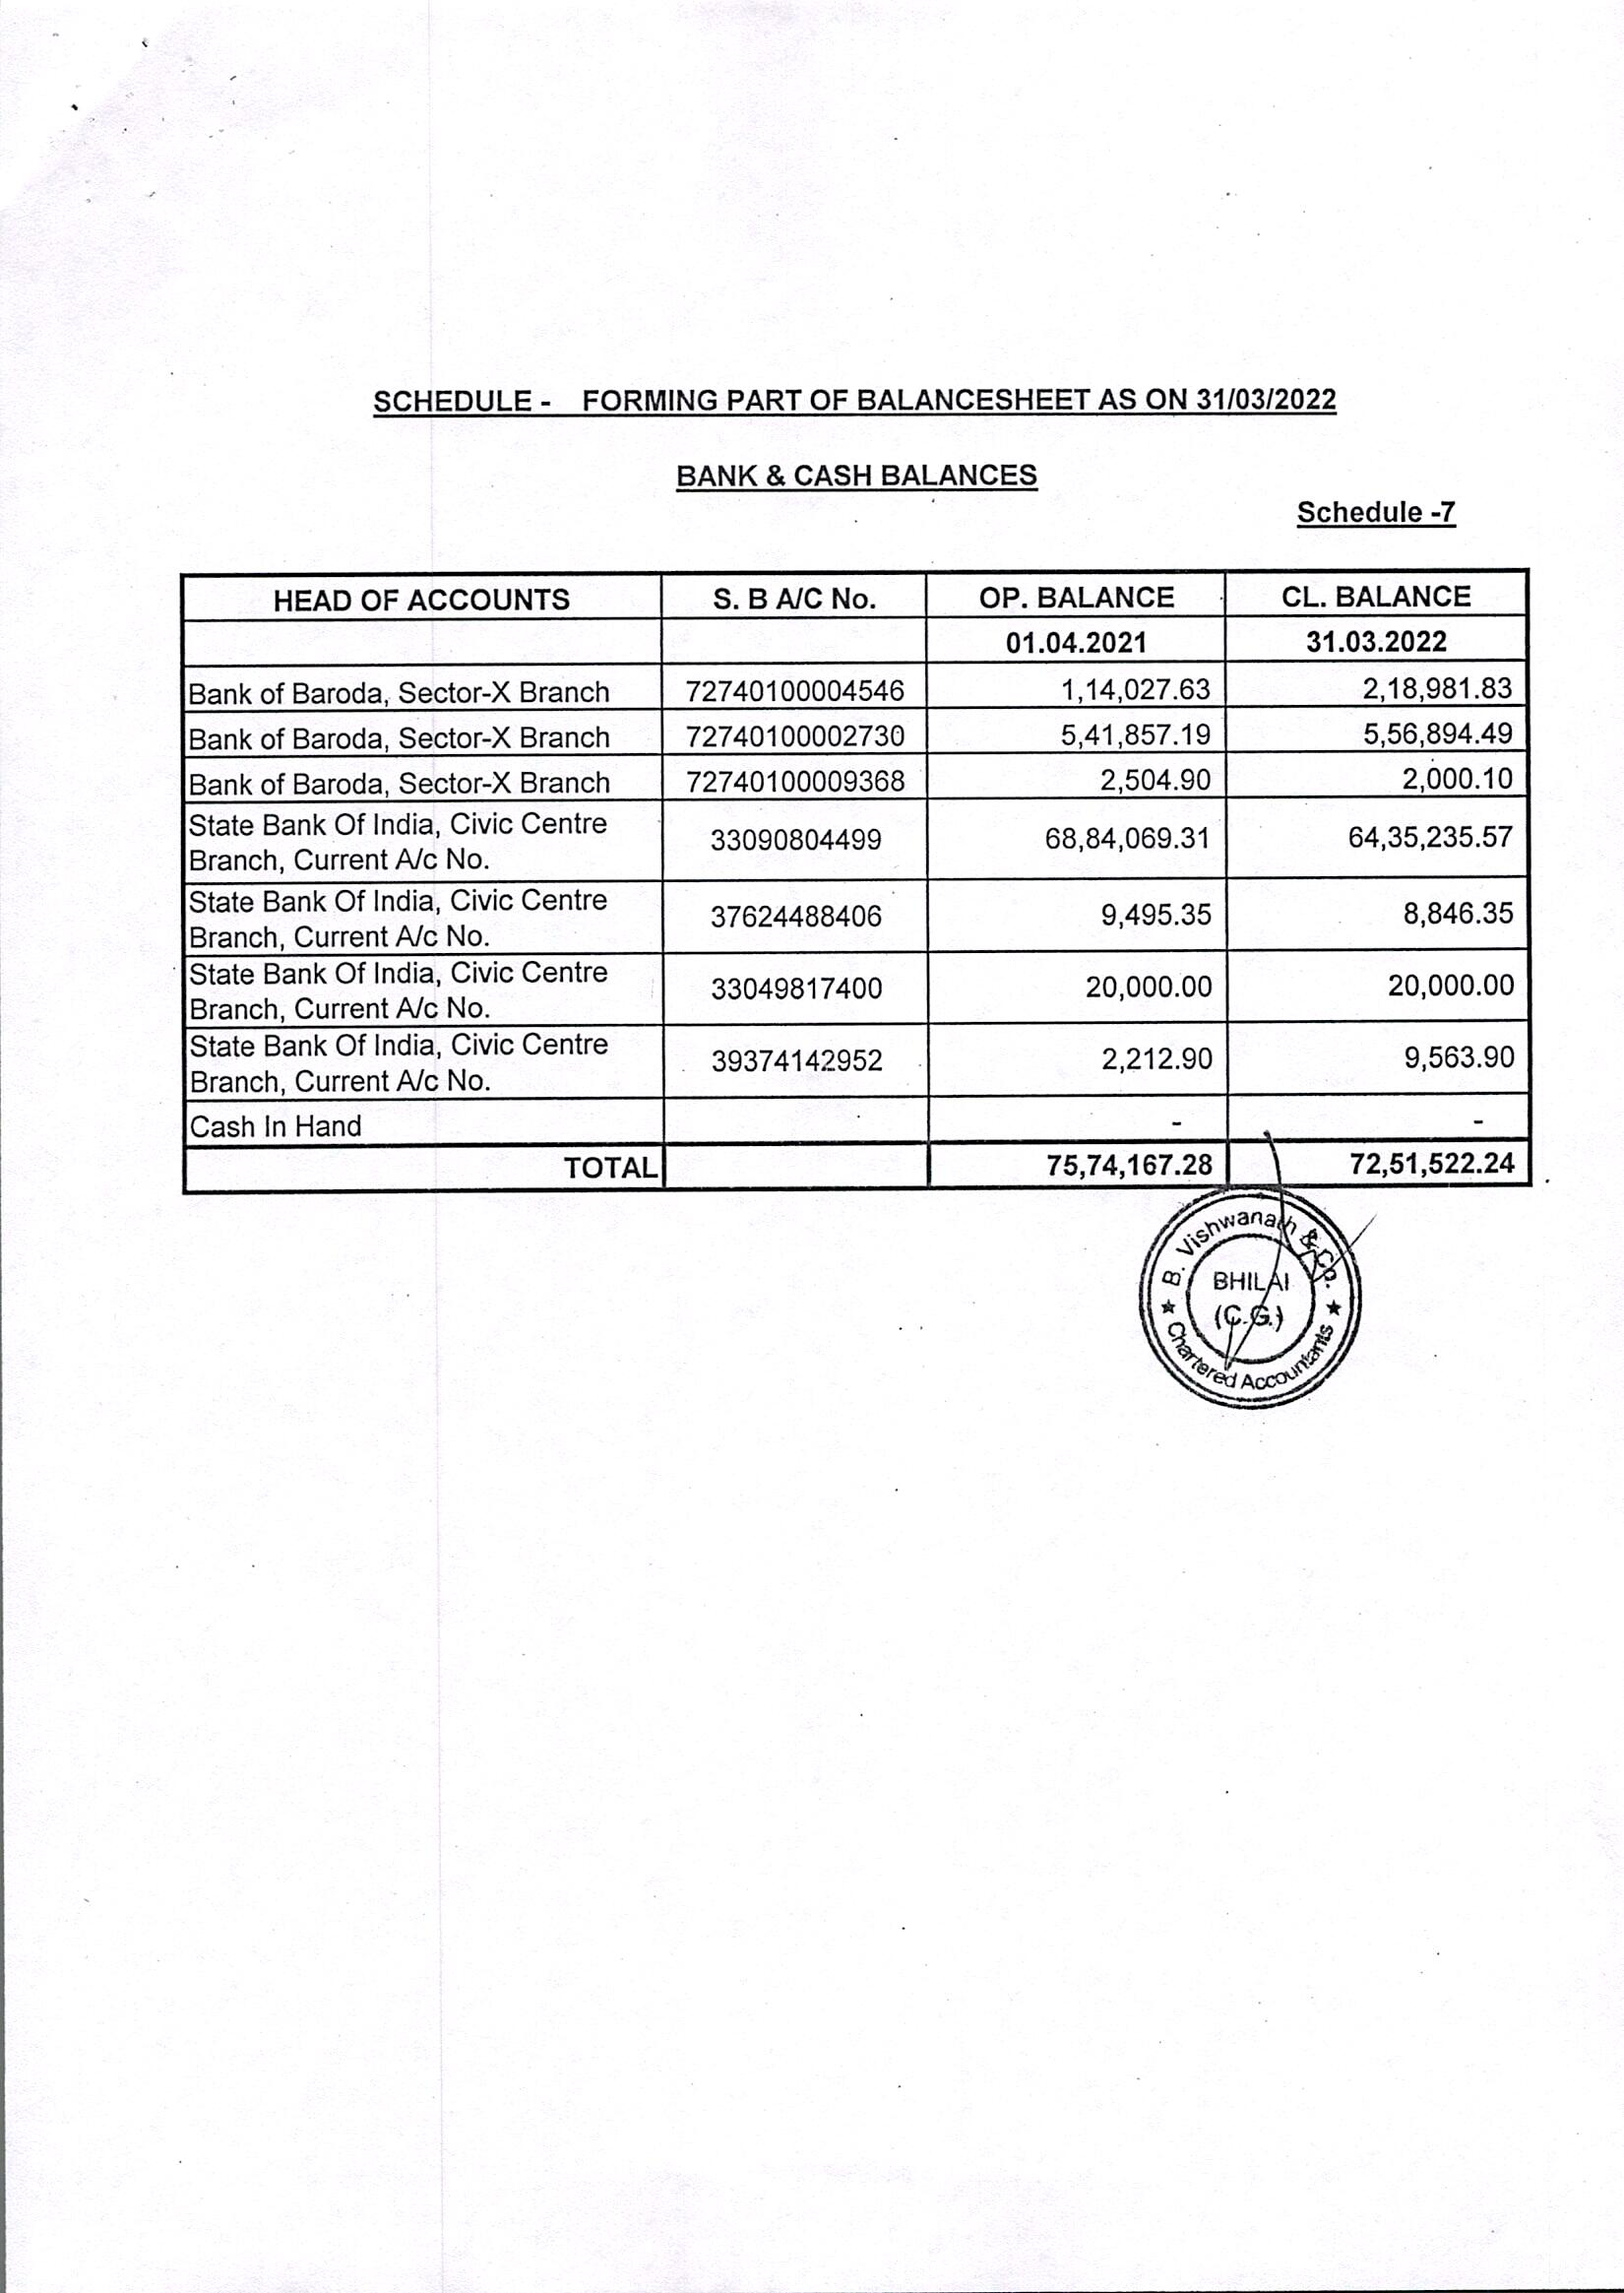 SCHEDULE - FORMING PART OF BALANCESHEET AS ON 31/03/2022
BANK & CASH BALANCES
Schedule -7
HEAD OF ACCOUNTS S. B A/C No. OP. BALANCE CL. BALANCE
01.04.2021 31.03.2022
Bank of Baroda, Sector-X Branch 72740100004546 1,14,027.63 2,18,981.83
Bank of Baroda, Sector-X Branch 72740100002730 5,41,857.19 5,56,894.49
Bank of Baroda, Sector-X Branch 72740100009368 2,504.90 2,000.10
State Bank Of India, Civic Centre
Branch, Current A/c No. 33090804499 68,84,069.31 64,35,235.57
State Bank Of India, Civic Centre
Branch, Current A/c No. 37624488406 9,495.35 8,846.35
State Bank Of India, Civic Centre
Branch, Current A/c No. 33049817400 20,000.00 20,000.00
State Bank Of India, Civic Centre
Branch, Current A/c No. 39374142952 2,212.90 9,563.90
Cash In Hand - -
TOTAL 75,74,167.28 72,51,522.24
B. Vishwanath & Co.
BHILAI
(C.G.)
Chartered Accountants